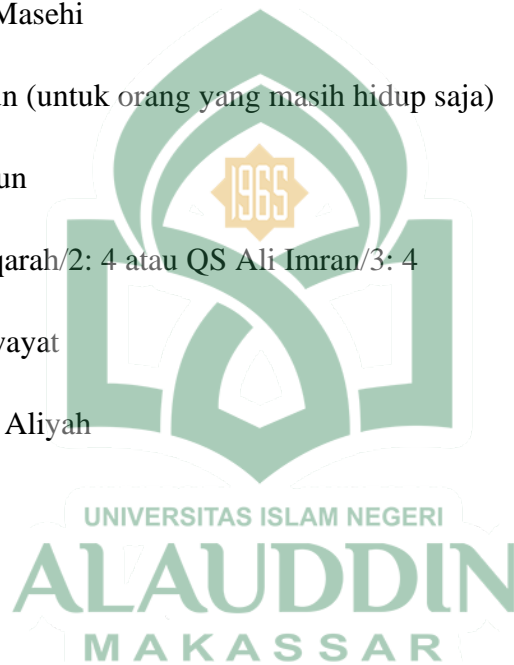 Masehi
n (untuk orang yang masih hidup saja)
1965
un
qarah/2: 4 atau QS Ali Imran/3: 4
wayat
Aliyah
UNIVERSITAS ISLAM NEGERI
ALAUDDIN
MAKASSAR